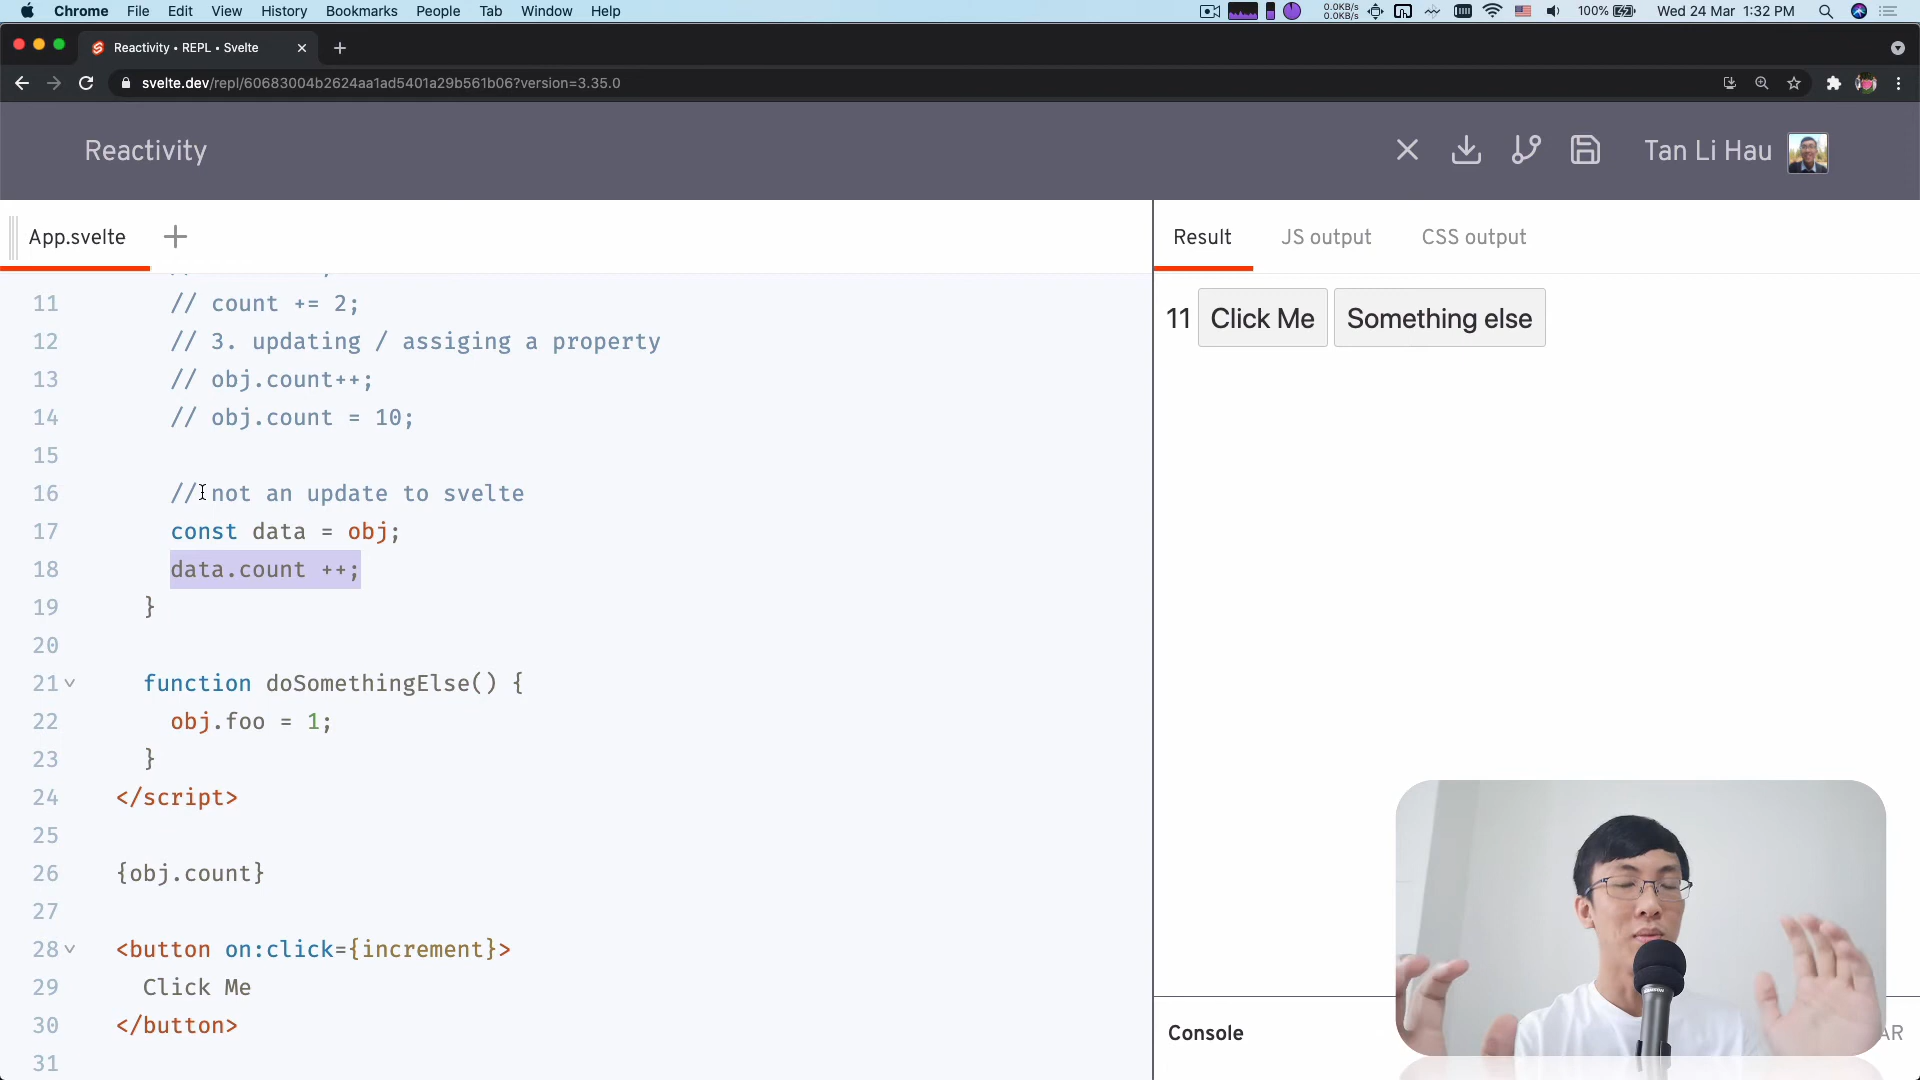 Chrome File Edit View History Bookmarks People Tab Window Help 0.0KB/s 0.0KB/s 100% Wed 24 Mar 1:32 PM
Reactivity • REPL • Svelte
svelte.dev/repl/60683004b2624aa1ad5401a29b561b06?version=3.35.0
Reactivity Tan Li Hau
App.svelte
11 // count += 2;
12 // 3. updating / assiging a property
13 // obj.count++;
14 // obj.count = 10;
15
16 // not an update to svelte
17 const data = obj;
18 data.count ++;
19 }
20
21 function doSomethingElse() {
22 obj.foo = 1;
23 }
24 </script>
25
26 {obj.count}
27
28 <button on:click={increment}>
29 Click Me
30 </button>
31
Result JS output CSS output
11 Click Me Something else
Console